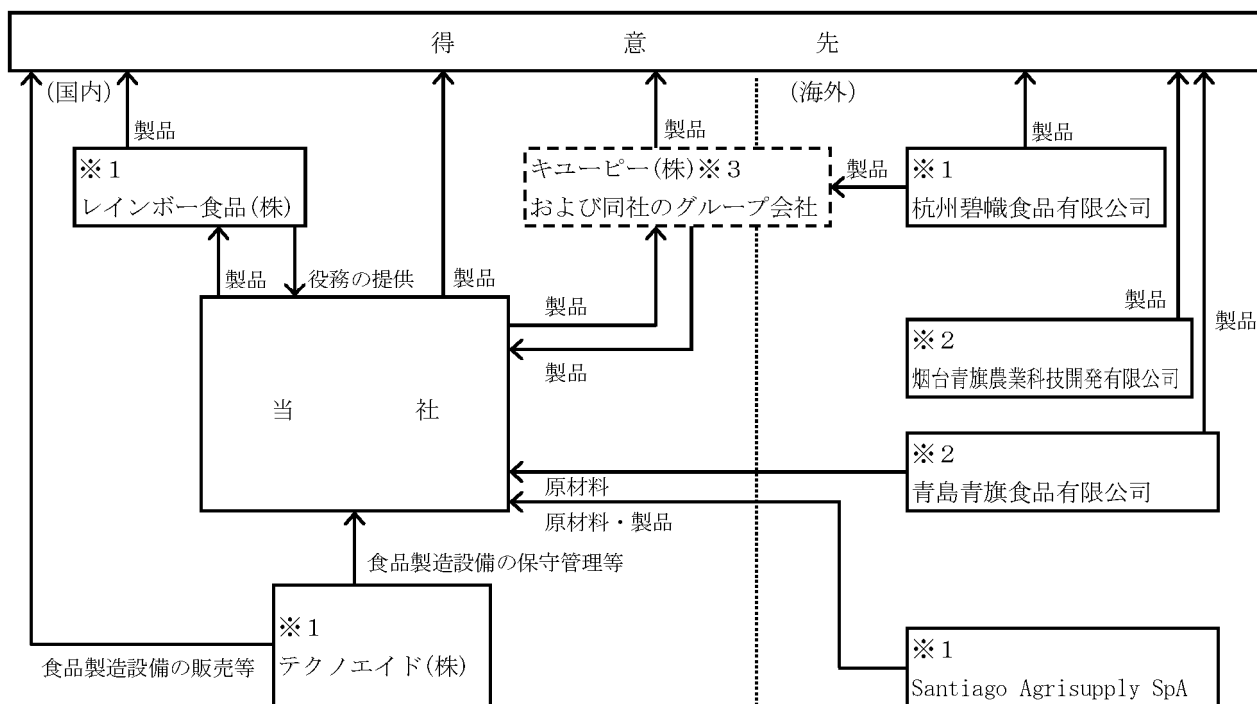 得意先
(国内)
(海外)
製品
製品
製品
※1
レインボー食品(株)
キユーピー(株)※3
および同社のグループ会社
製品
※1
杭州碧幟食品有限公司
製品
役務の提供
製品
製品
製品
製品
製品
※2
烟台青旗農業科技開発有限公司
当社
※2
青島青旗食品有限公司
原材料
原材料・製品
食品製造設備の保守管理等
※1
テクノエイド(株)
食品製造設備の販売等
※1
Santiago Agrisupply SpA